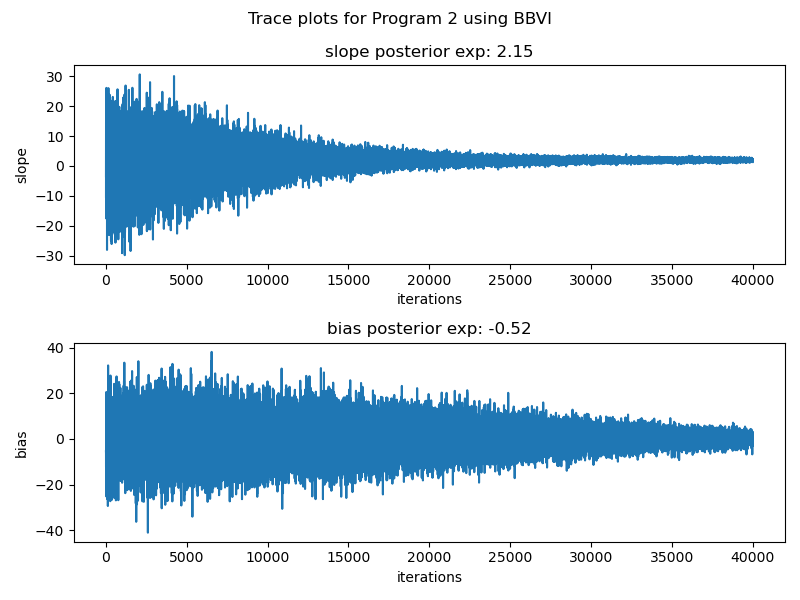 Trace plots for Program 2 using BBVI
slope posterior exp: 2.15
30
20
10
0
−10
−20
−30
slope
0 5000 10000 15000 20000 25000 30000 35000 40000
iterations
bias posterior exp: -0.52
40
20
0
−20
−40
bias
0 5000 10000 15000 20000 25000 30000 35000 40000
iterations